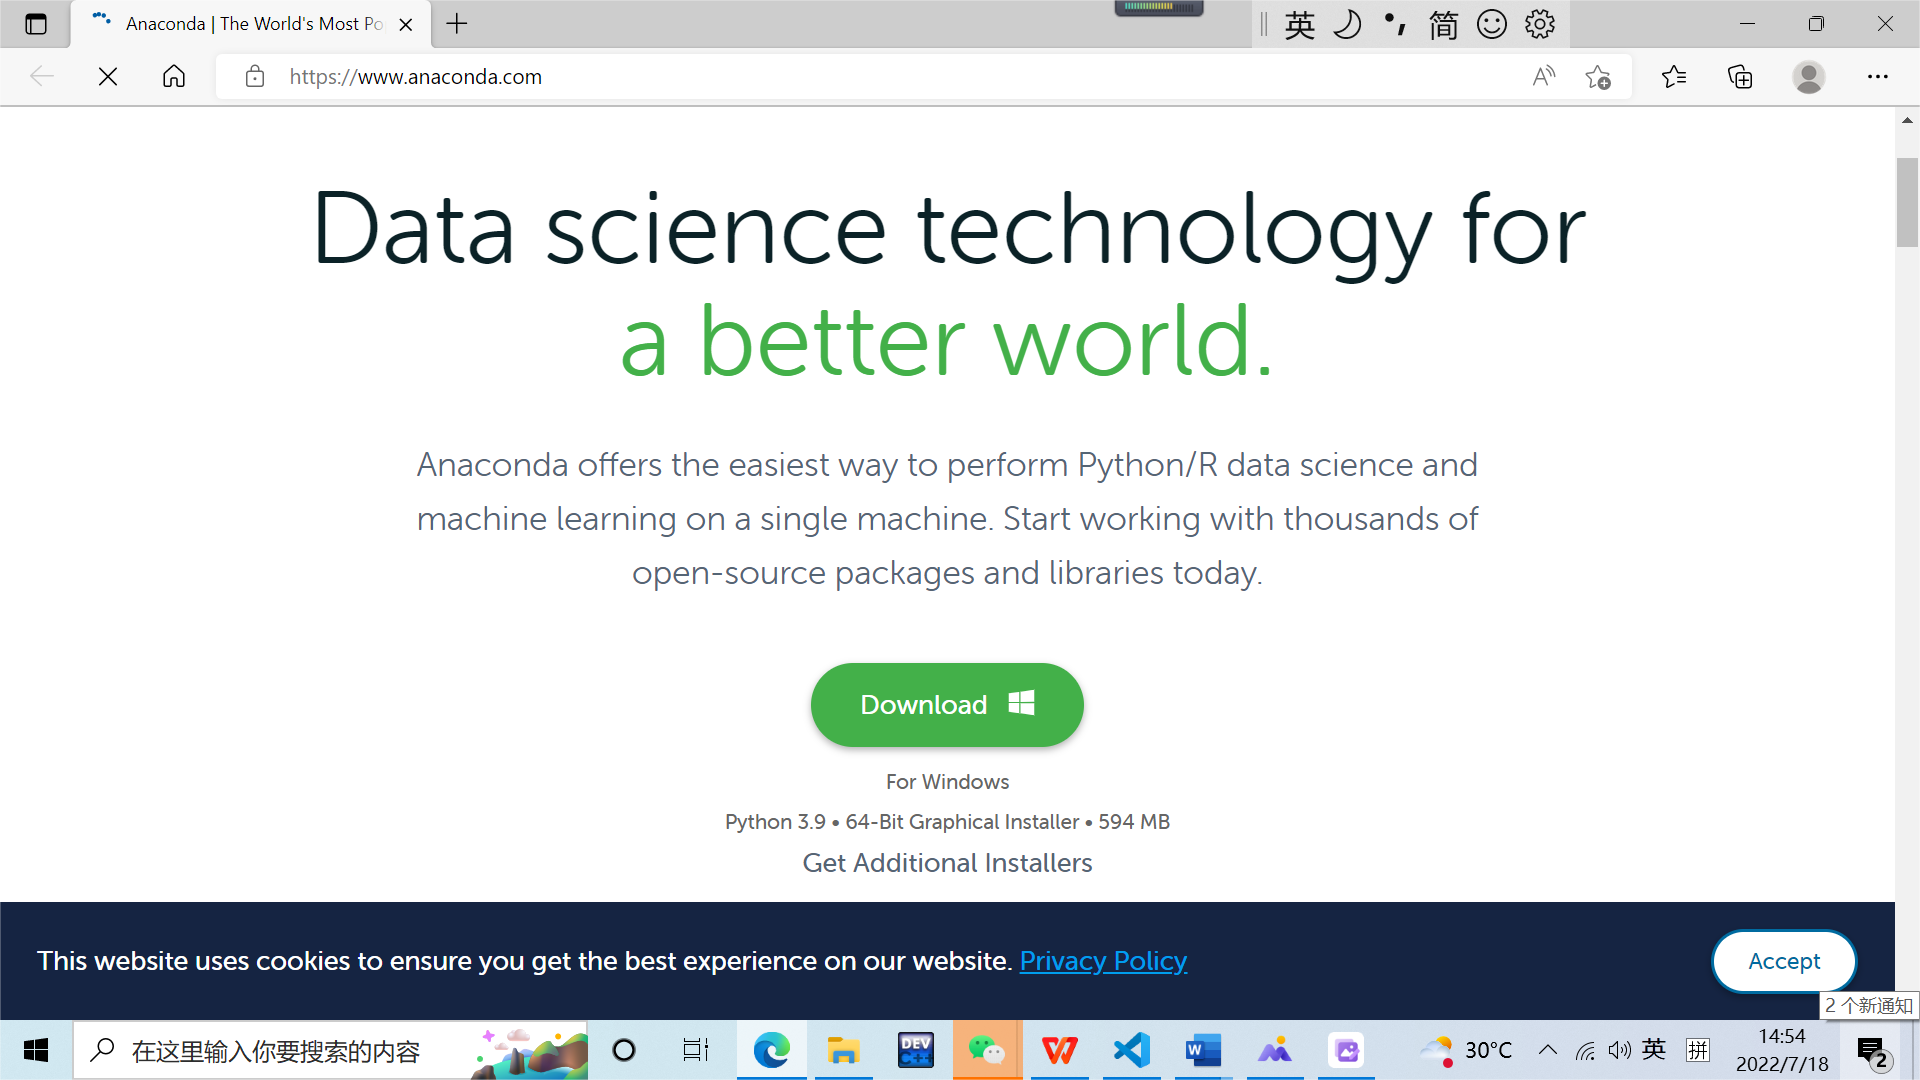 Anaconda | The World's Most Po
英 简
https://www.anaconda.com
Data science technology for
a better world.
Anaconda offers the easiest way to perform Python/R data science and
machine learning on a single machine. Start working with thousands of
open-source packages and libraries today.
Download
For Windows
Python 3.9 • 64-Bit Graphical Installer • 594 MB
Get Additional Installers
This website uses cookies to ensure you get the best experience on our website. Privacy Policy
Accept
2 个新通知
在这里输入你要搜索的内容
DEV
C++
W
30°C
英
拼
14:54
2022/7/18
2